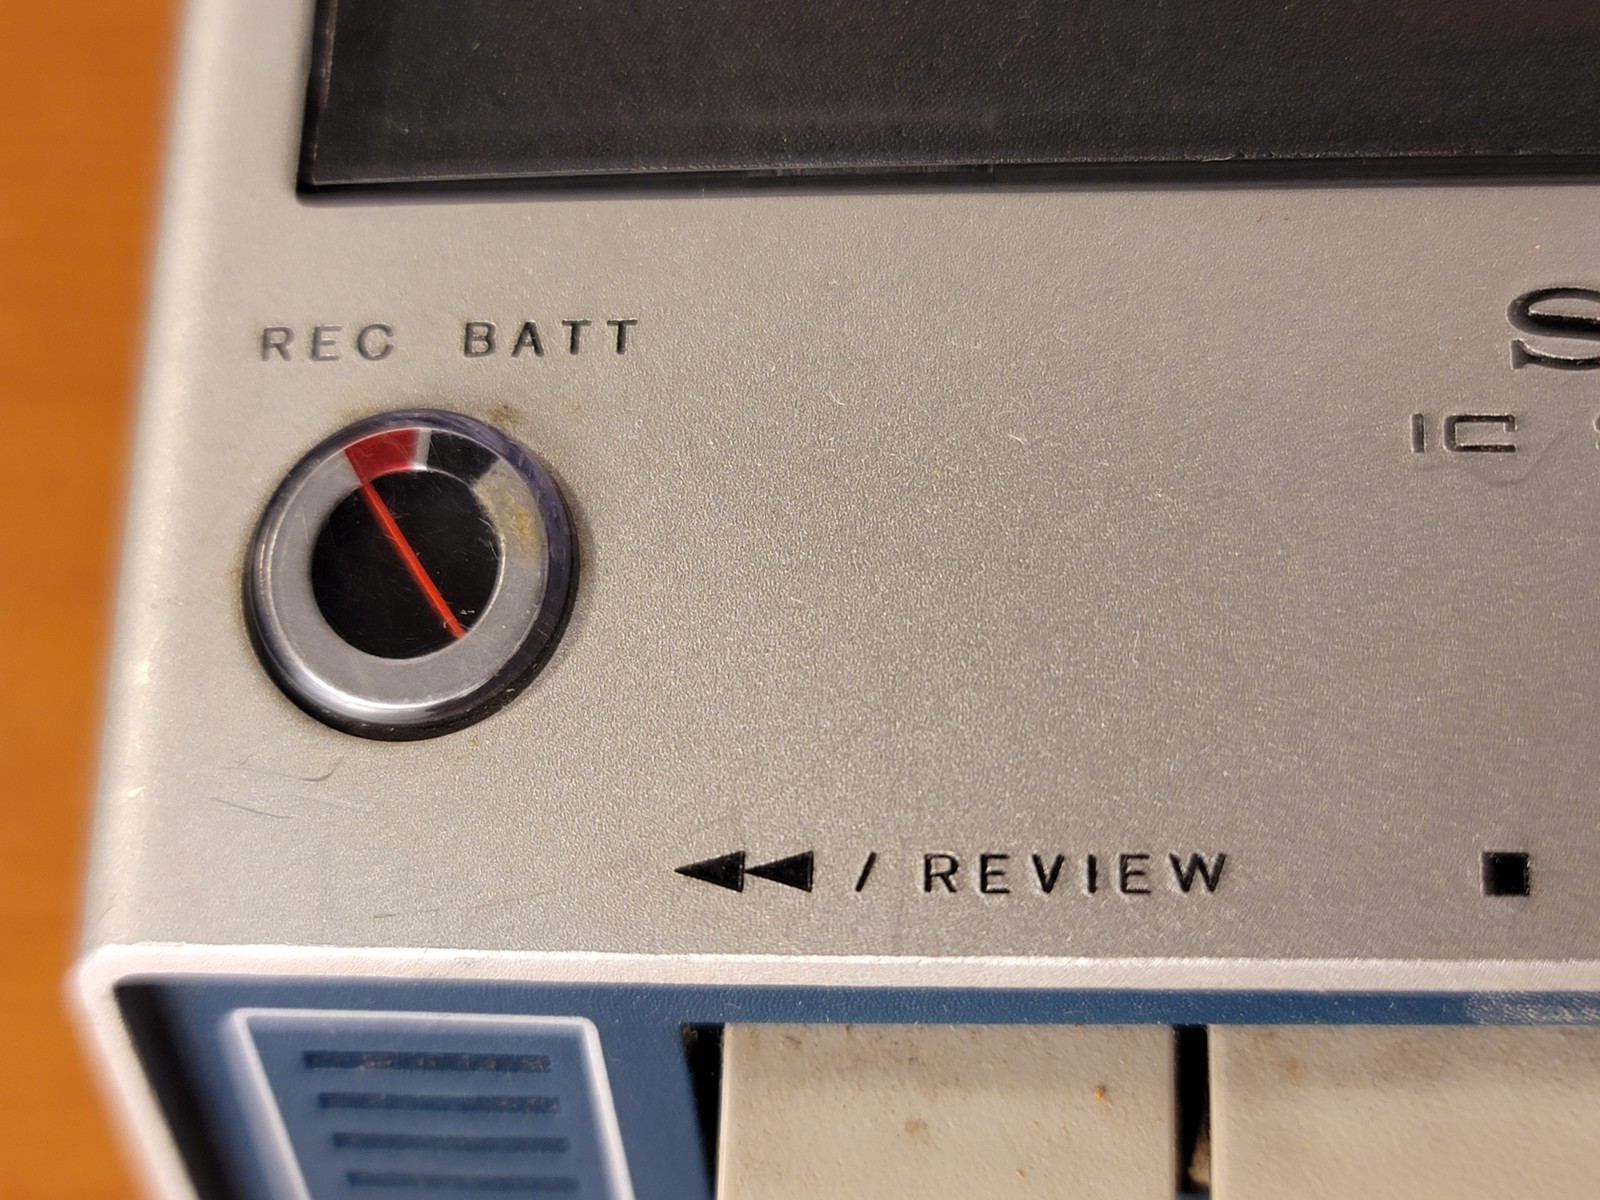 REC BATT
IC
◀◀ / REVIEW ■